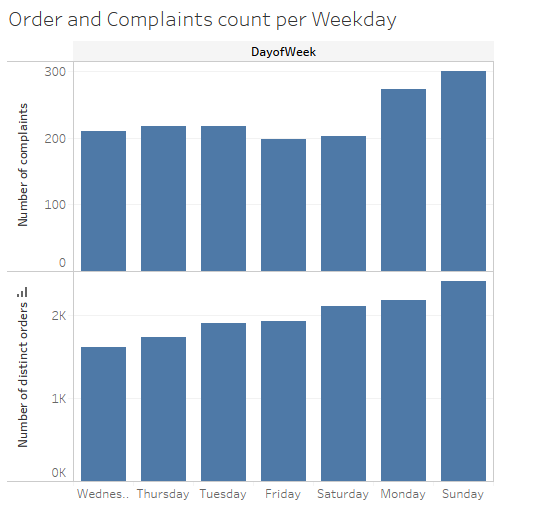 Order and Complaints count per Weekday
DayofWeek
Number of complaints
300
200
100
0
Number of distinct orders
2K
1K
0K
Wednes.. Thursday Tuesday Friday Saturday Monday Sunday